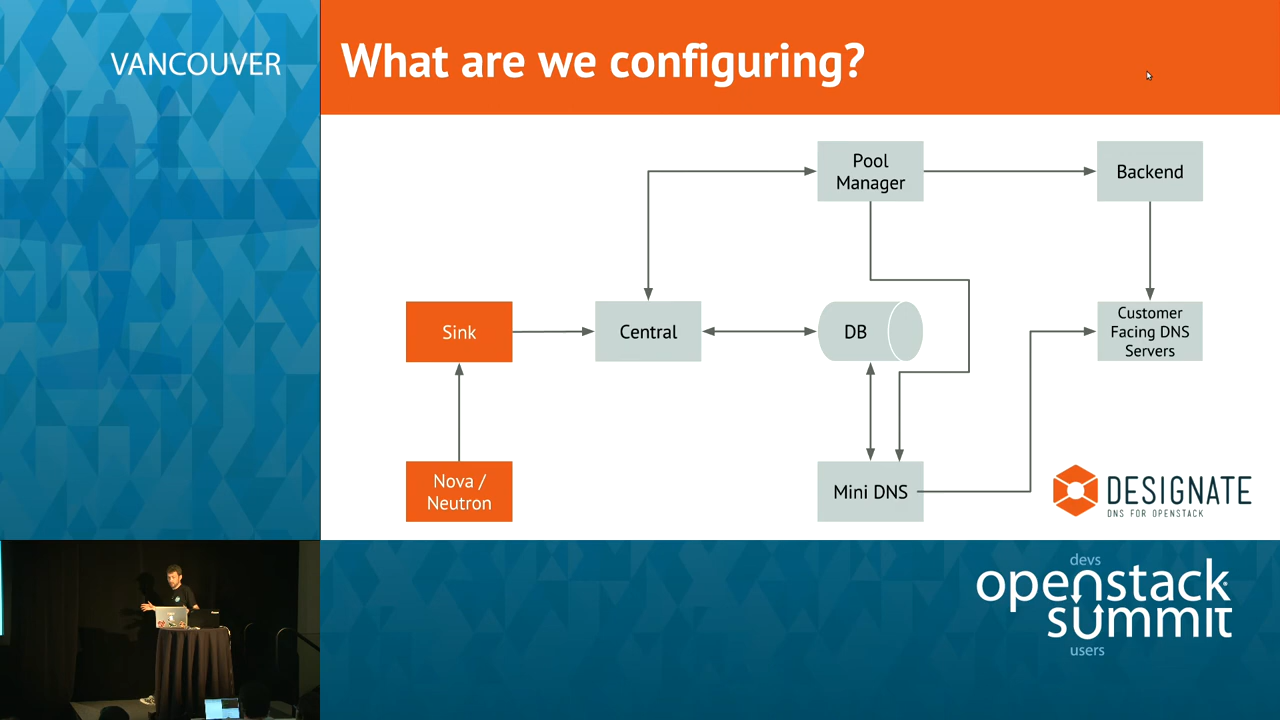 VANCOUVER
What are we configuring?
Pool
Manager
Backend
Sink
Central
DB
Customer
Facing DNS
Servers
Nova /
Neutron
Mini DNS
DESIGNATE
DNS FOR OPENSTACK
devs
openstack
summit
users